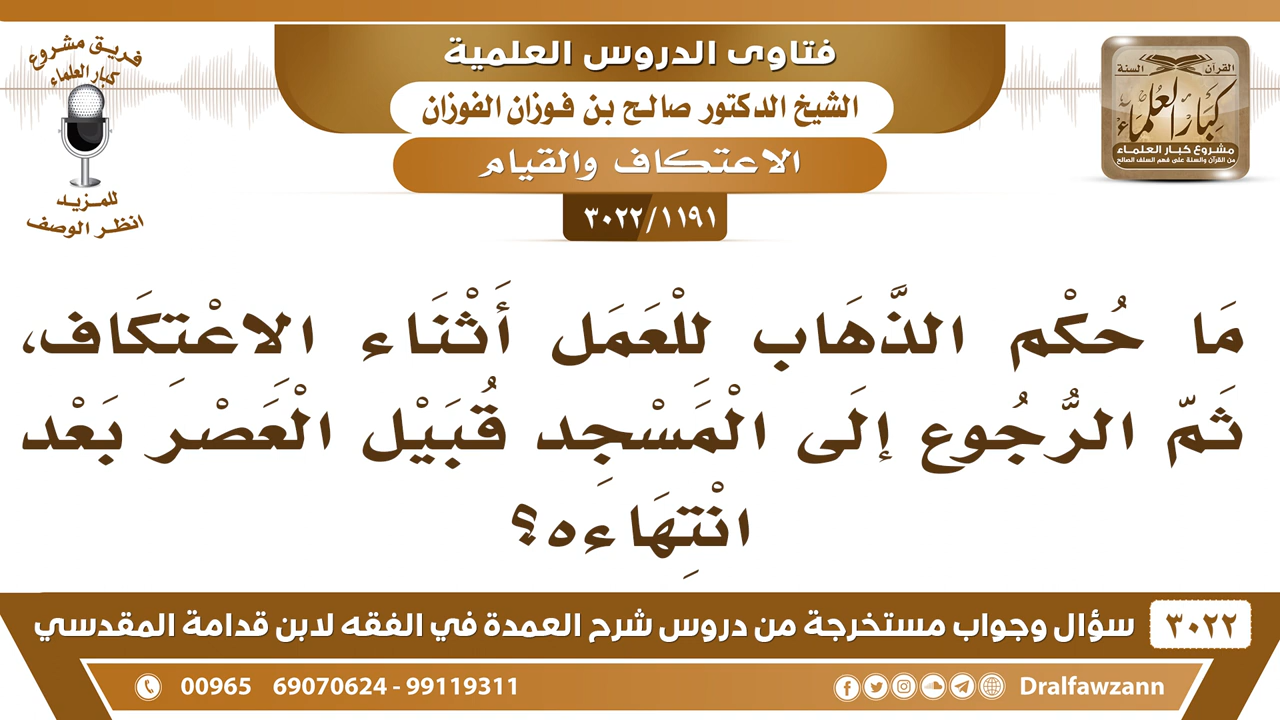 فريق مشروع
كبار العلماء
للمزيد
انظر الوصف
فتاوى الدروس العلمية
الشيخ الدكتور صالح بن فوزان الفوزان
الاعتكاف والقيام
٣٠٢٢/١١٩١
القرآن السنة
كبار العلماء
مشروع كبار العلماء
من القرآن والسنة على فهم السلف الصالح
مَا حُكْم الذَّهَاب للْعَمَل أَثْنَاء الاعْتِكَاف،
ثَمّ الرُّجُوع إلَى الْمَسْجِد قُبَيْل الْعَصْرَ بَعْد
انْتِهَاءه؟
٣٠٢٢ سؤال وجواب مستخرجة من دروس شرح العمدة في الفقه لابن قدامة المقدسي
00965 69070624 - 99119311
Dralfawzann